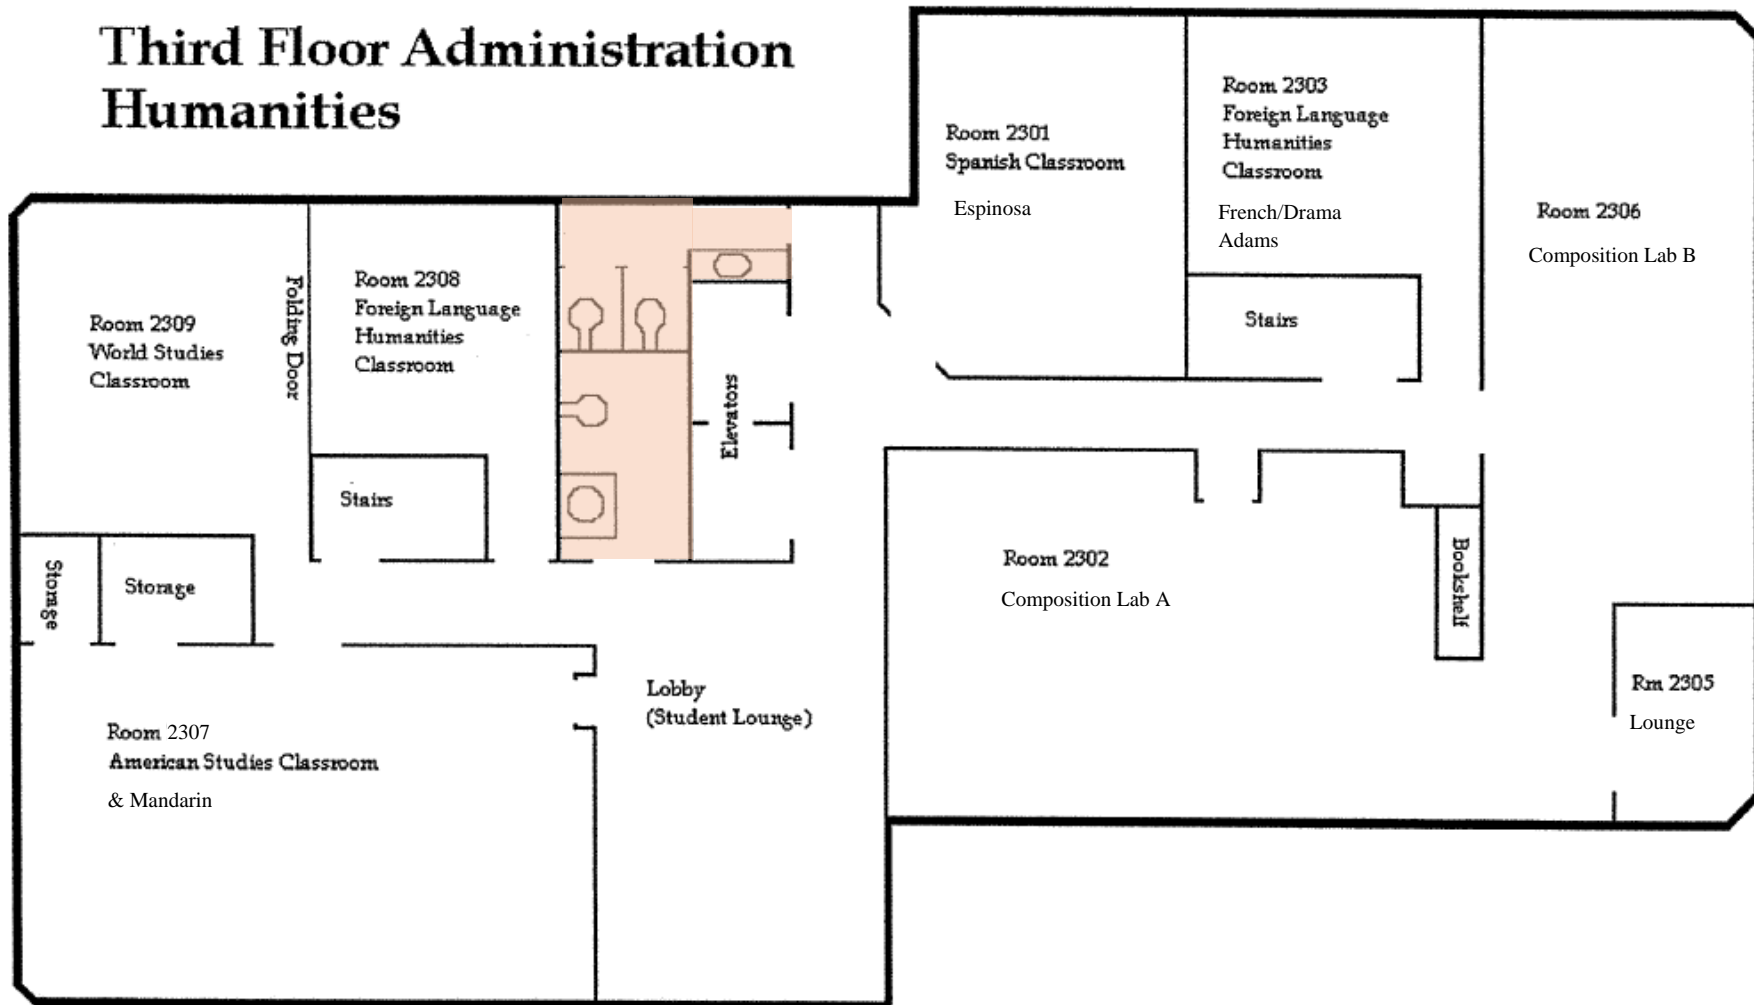 Third Floor Administration
Humanities
Room 2301
Spanish Classroom
Espinosa
Room 2303
Foreign Language
Humanities
Classroom
French/Drama
Adams
Room 2306
Composition Lab B
Stairs
Room 2309
World Studies
Classroom
Folding Door
Room 2308
Foreign Language
Humanities
Classroom
Stairs
Elevators
Storage
Storage
Room 2302
Composition Lab A
Bookshelf
Rm 2305
Lounge
Lobby
(Student Lounge)
Room 2307
American Studies Classroom
& Mandarin